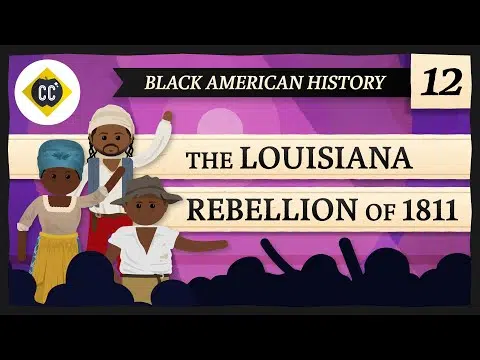 CC
BLACK AMERICAN HISTORY
12
THE LOUISIANA
REBELLION OF 1811